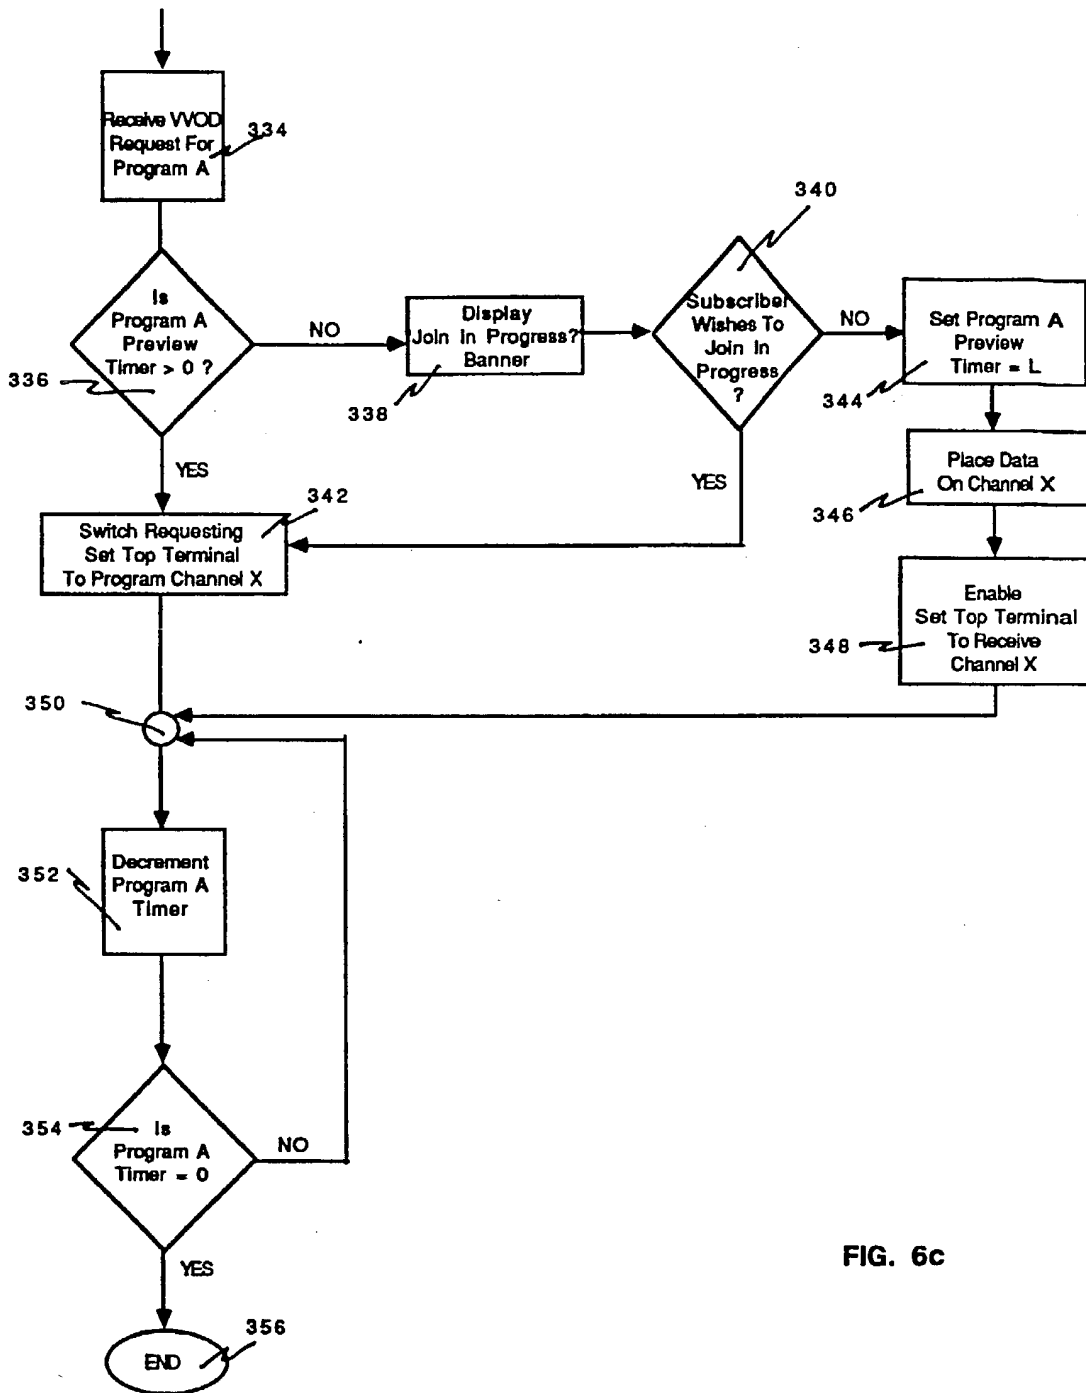 Receive VVOD
Request For
Program A
334
Is
Program A
Preview
Timer > 0 ?
336
NO
YES
Display
Join In Progress?
Banner
338
340
Subscriber
Wishes To
Join In
Progress
?
NO
YES
Set Program A
Preview
Timer = L
344
Place Data
On Channel X
346
Enable
Set Top Terminal
To Receive
Channel X
348
342
Switch Requesting
Set Top Terminal
To Program Channel X
350
Decrement
Program A
Timer
352
Is
Program A
Timer = 0
354
NO
YES
END
356
FIG. 6c